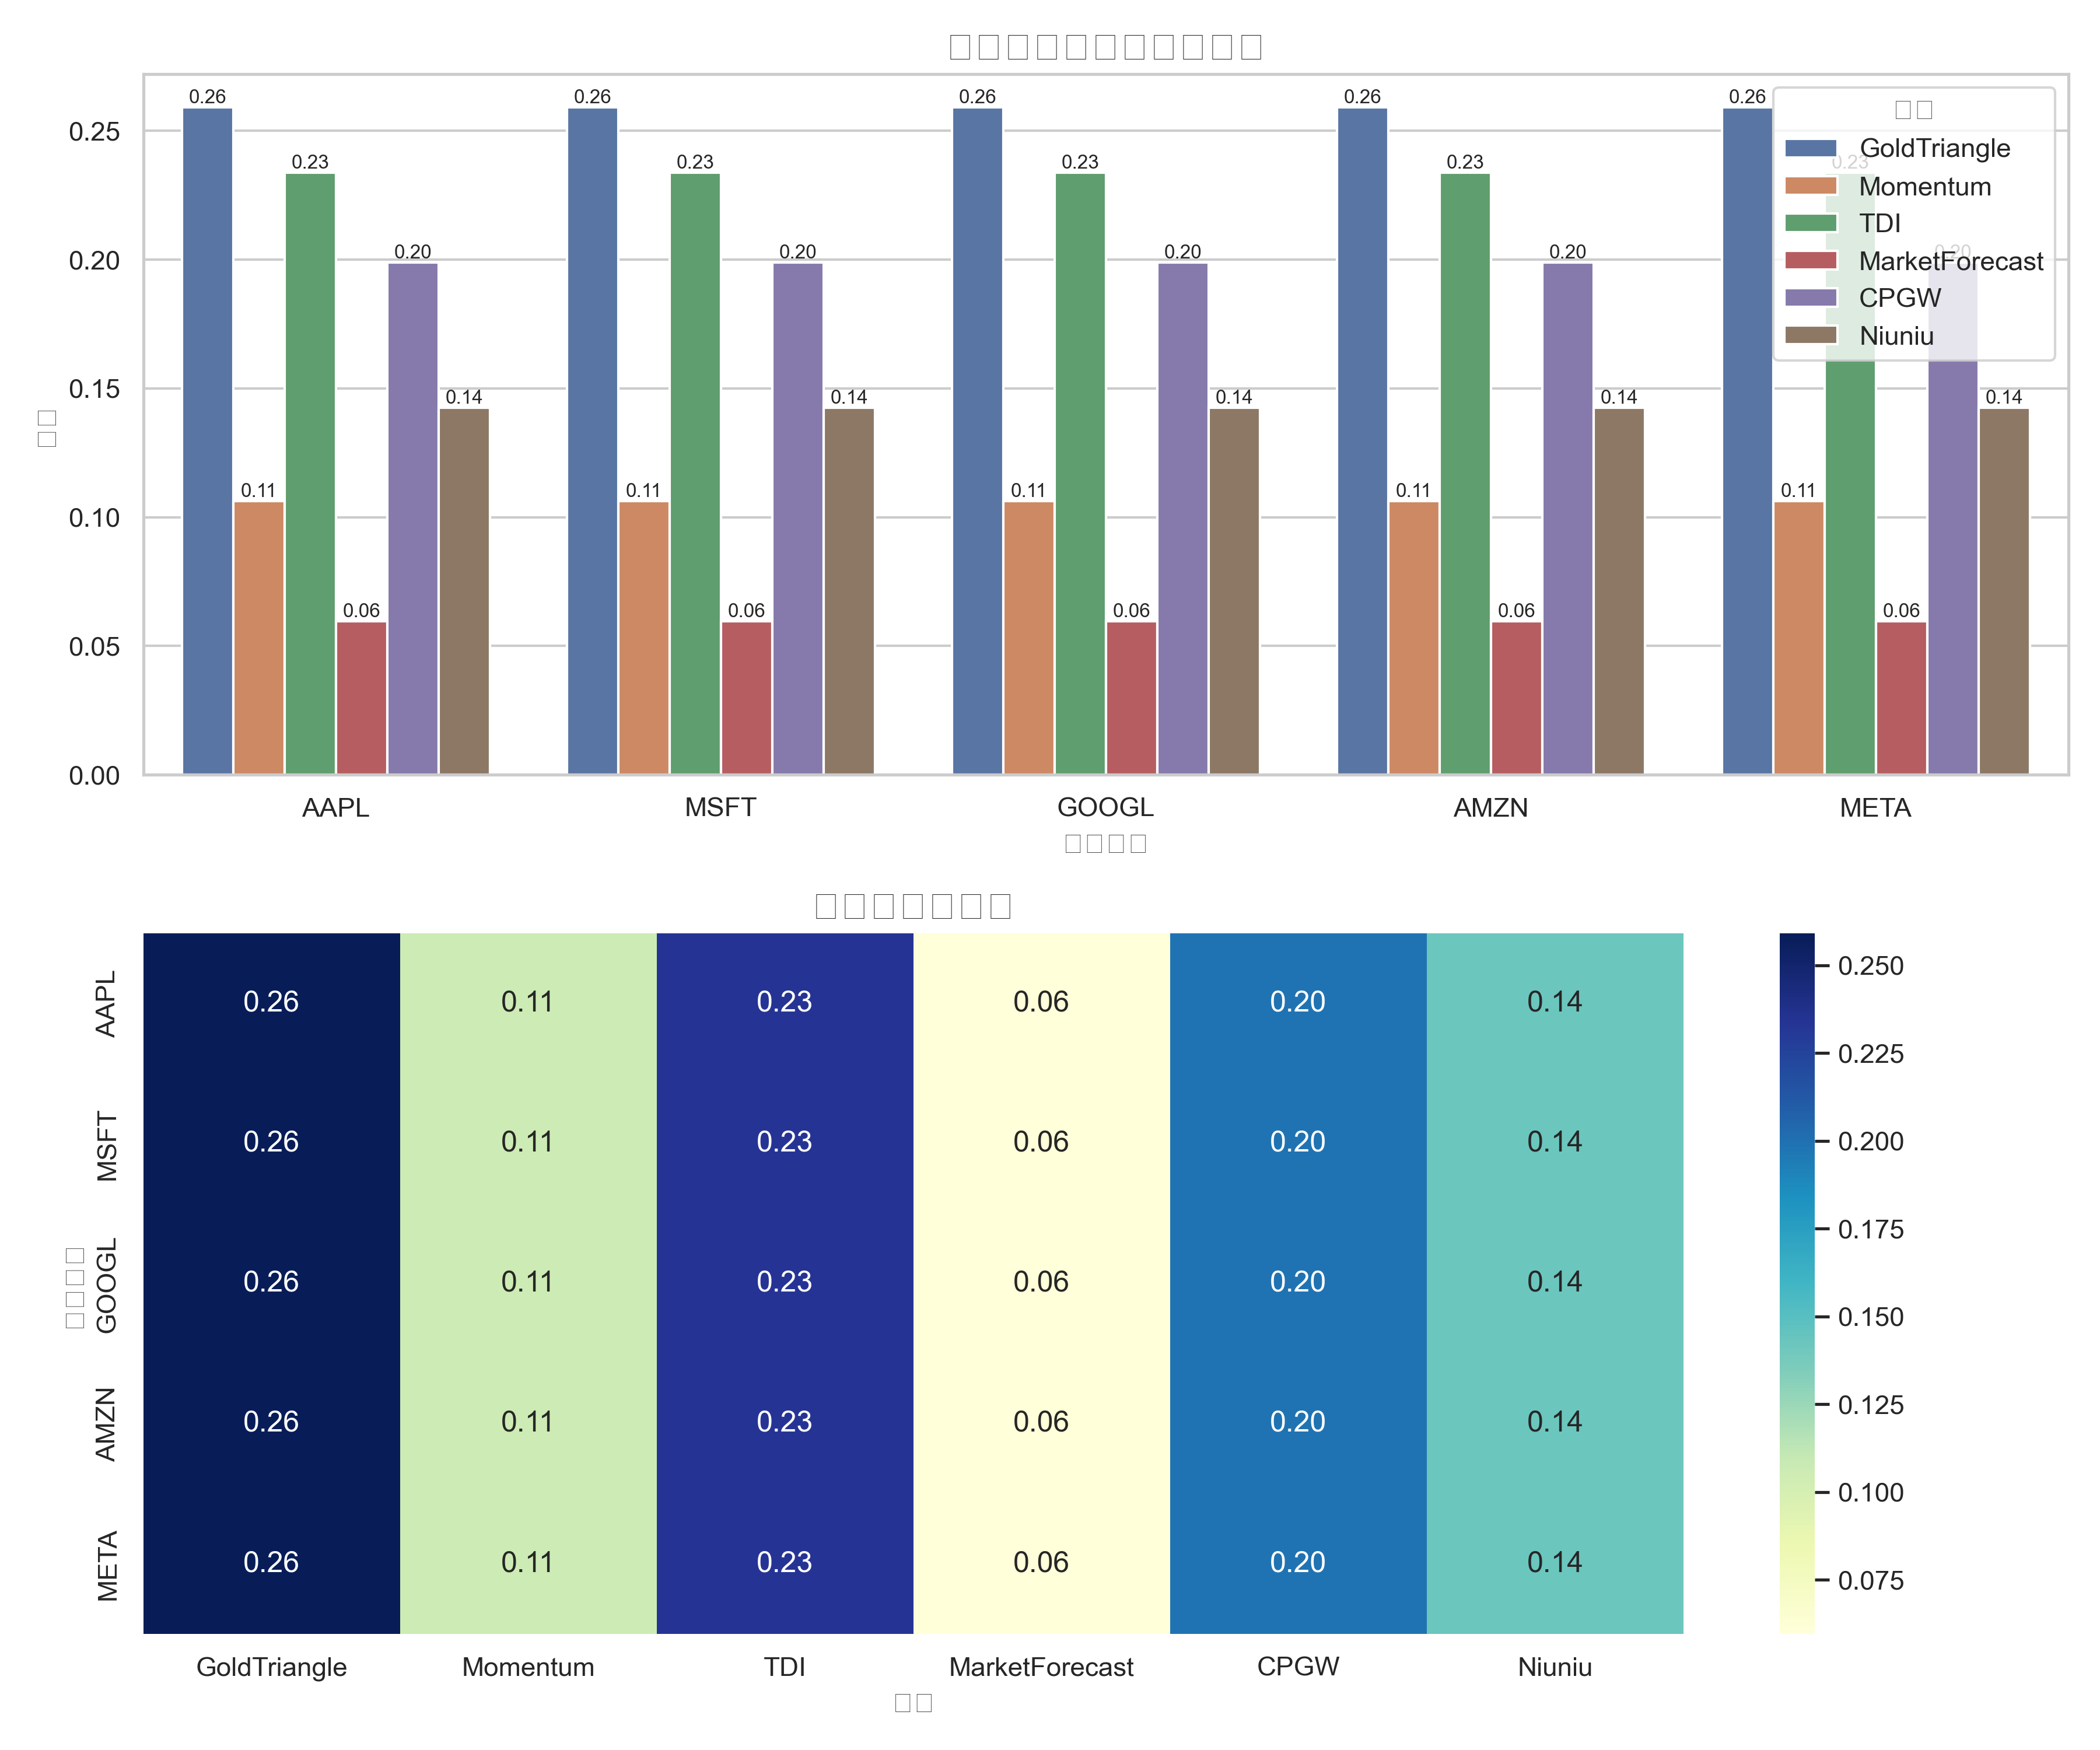 0.26 0.26 0.26 0.26 0.26
0.25
GoldTriangle
0.23 0.23 0.23 0.23 0.23
Momentum
TDI
0.20 0.20 0.20 0.20 0.20
0.20
MarketForecast
CPGW
Niuniu
0.15
0.14 0.14 0.14 0.14 0.14
0.11 0.11 0.11 0.11 0.11
0.10
0.06 0.06 0.06 0.06 0.06
0.05
0.00
AAPL MSFT GOOGL AMZN META
AAPL 0.26 0.11 0.23 0.06 0.20 0.14
MSFT 0.26 0.11 0.23 0.06 0.20 0.14
GOOGL 0.26 0.11 0.23 0.06 0.20 0.14
AMZN 0.26 0.11 0.23 0.06 0.20 0.14
META 0.26 0.11 0.23 0.06 0.20 0.14
GoldTriangle Momentum TDI MarketForecast CPGW Niuniu
0.250
0.225
0.200
0.175
0.150
0.125
0.100
0.075